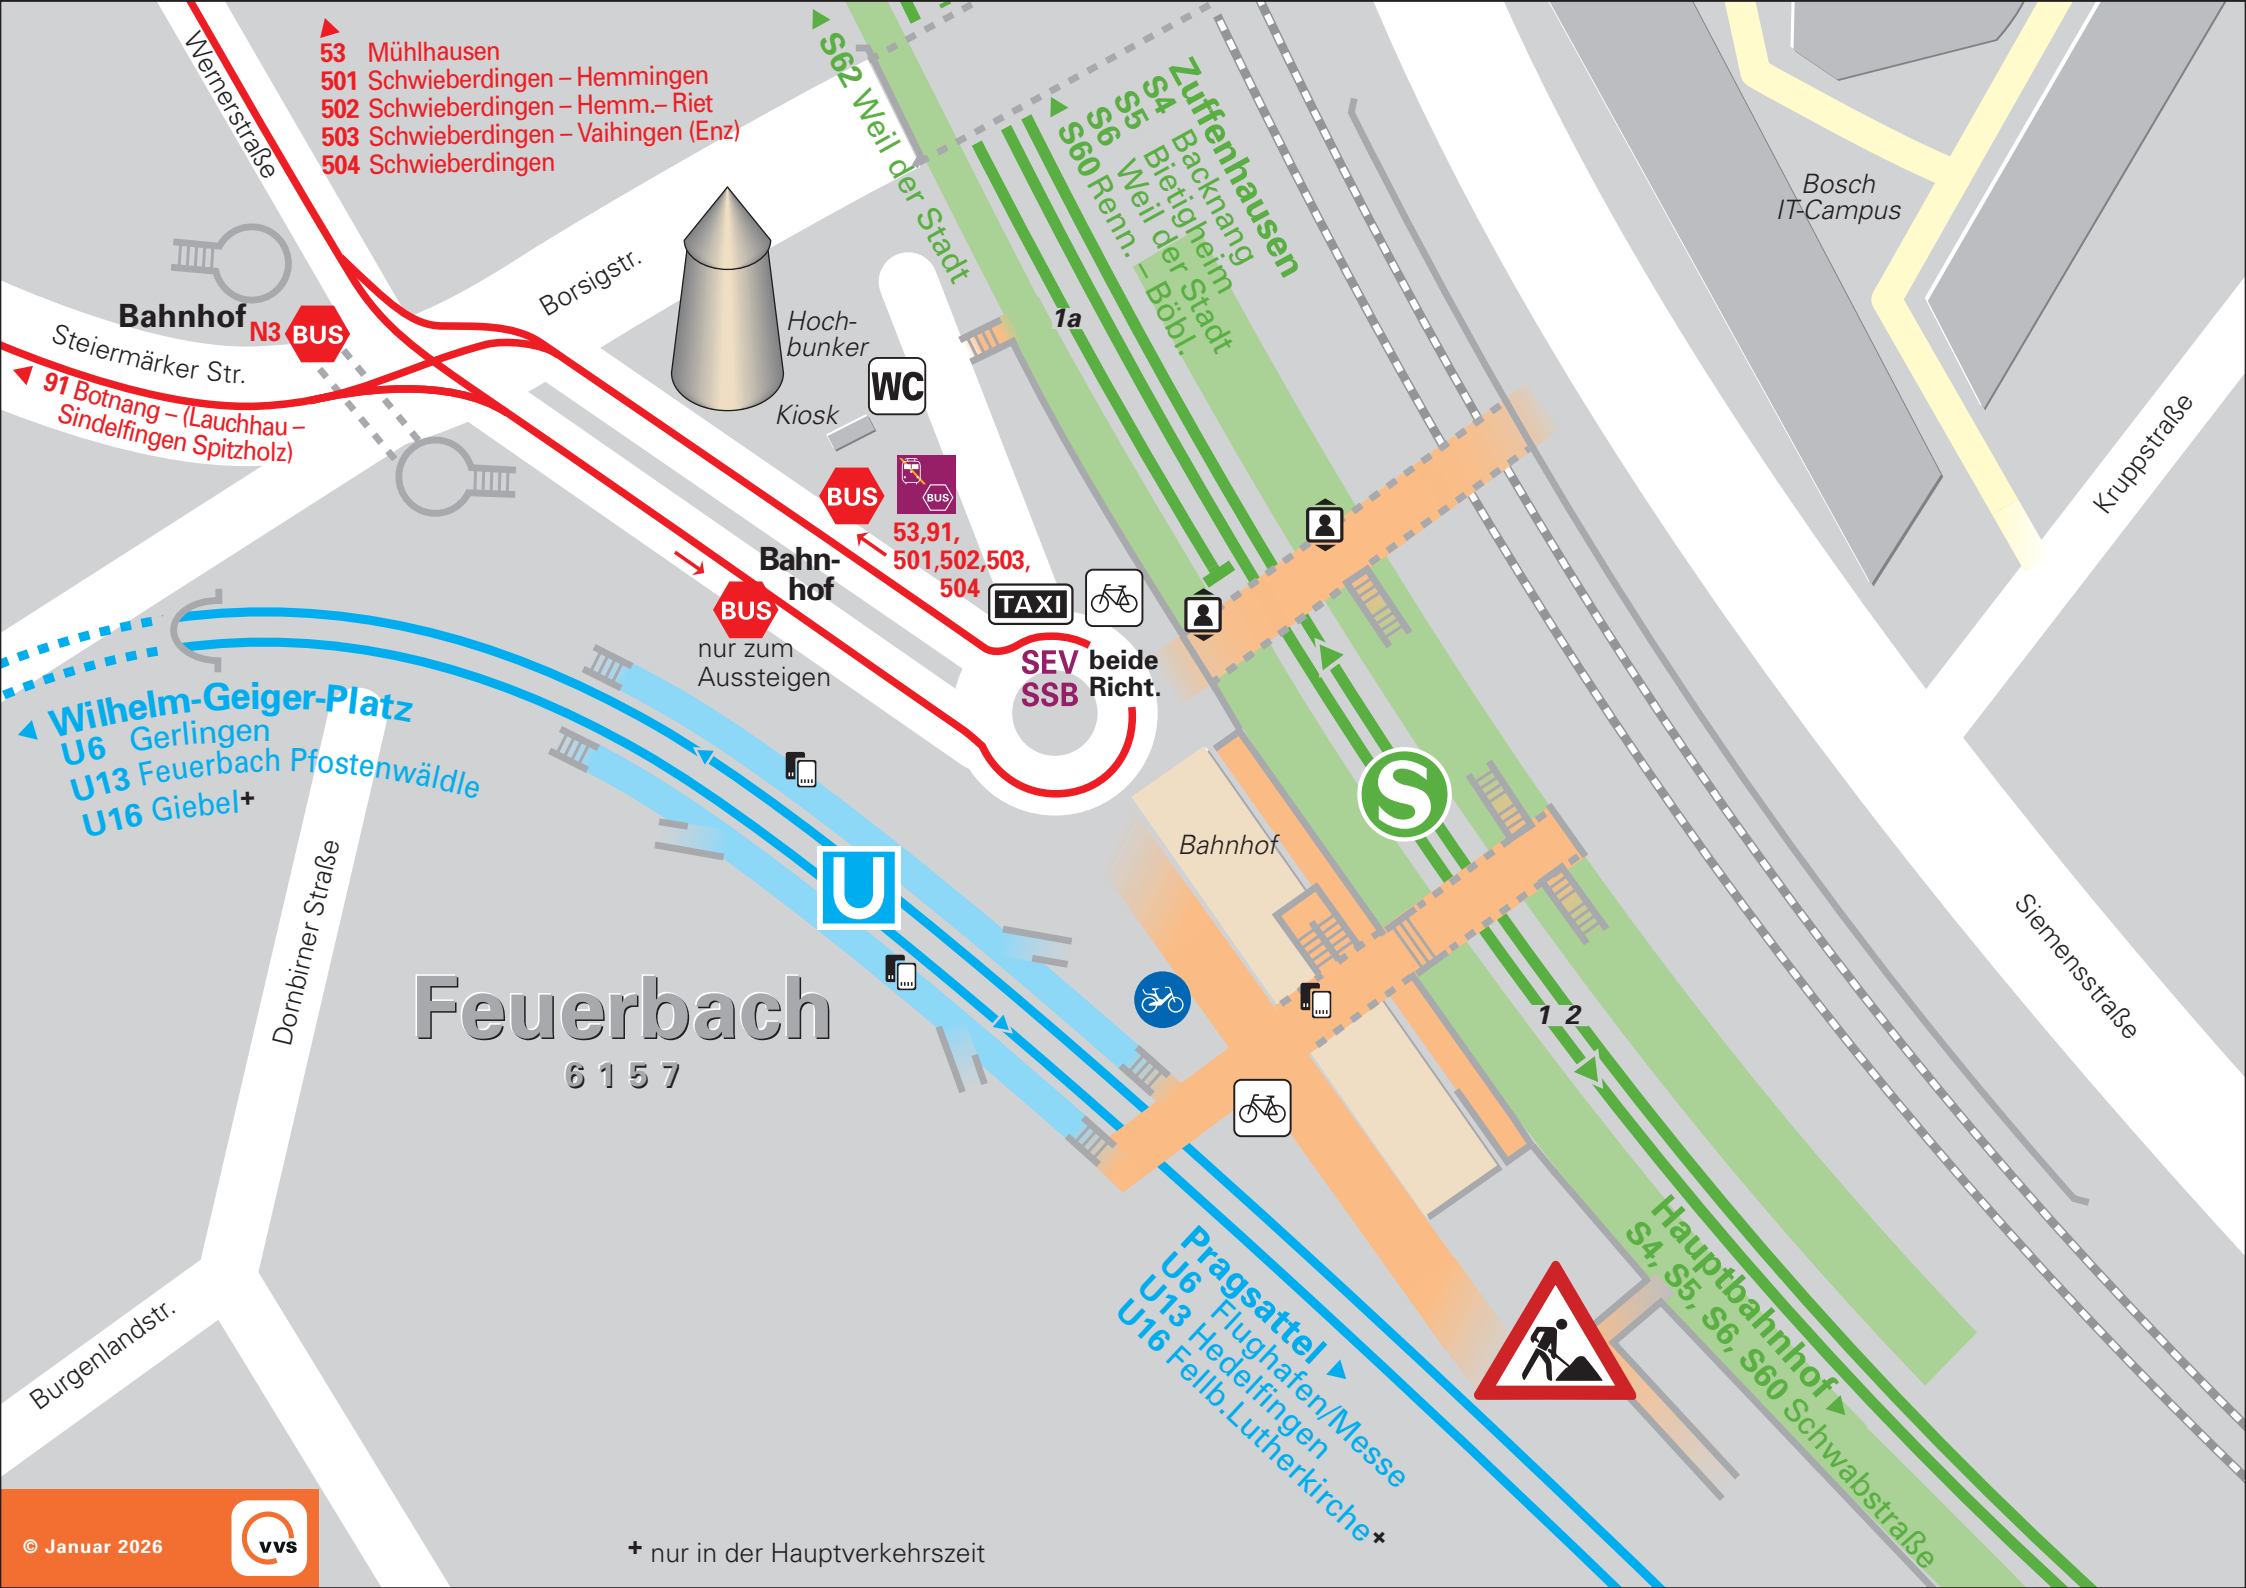 Wernerstraße
53 Mühlhausen
501 Schwieberdingen – Hemmingen
502 Schwieberdingen – Hemm.– Riet
503 Schwieberdingen – Vaihingen (Enz)
504 Schwieberdingen
S62 Weil der Stadt
Zuffenhausen
S4 Backnang
S5 Bietigheim
S6 Weil der Stadt
S60 Renn. – Böbl.
1a
Bosch
IT-Campus
Kruppstraße
Siemensstraße
Borsigstr.
Hoch-
bunker
WC
Kiosk
Bahnhof
N3
BUS
Steiermärker Str.
91 Botnang – (Lauchhau –
Sindelfingen Spitzholz)
BUS
BUS
53,91,
501,502,503,
504
TAXI
Bahn-
hof
BUS
nur zum
Aussteigen
SEV
SSB
beide
Richt.
Wilhelm-Geiger-Platz
U6 Gerlingen
U13 Feuerbach Pfostenwäldle
U16 Giebel+
S
Bahnhof
U
Dornbirner Straße
Feuerbach
6157
1 2
Burgenlandstr.
Pragsattel
U6 Flughafen/Messe
U13 Hedelfingen
U16 Fellb.Lutherkirche+
Hauptbahnhof
S4, S5, S6, S60 Schwabstraße
© Januar 2026
vvs
+ nur in der Hauptverkehrszeit